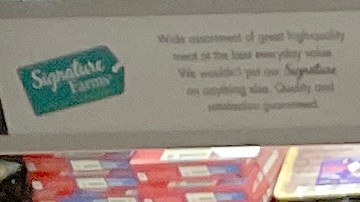 Signature
Farms
Wide assortment of great high-quality
meat at the best everyday value.
We wouldn't put our Signature
on anything else. Quality and
satisfaction guaranteed.